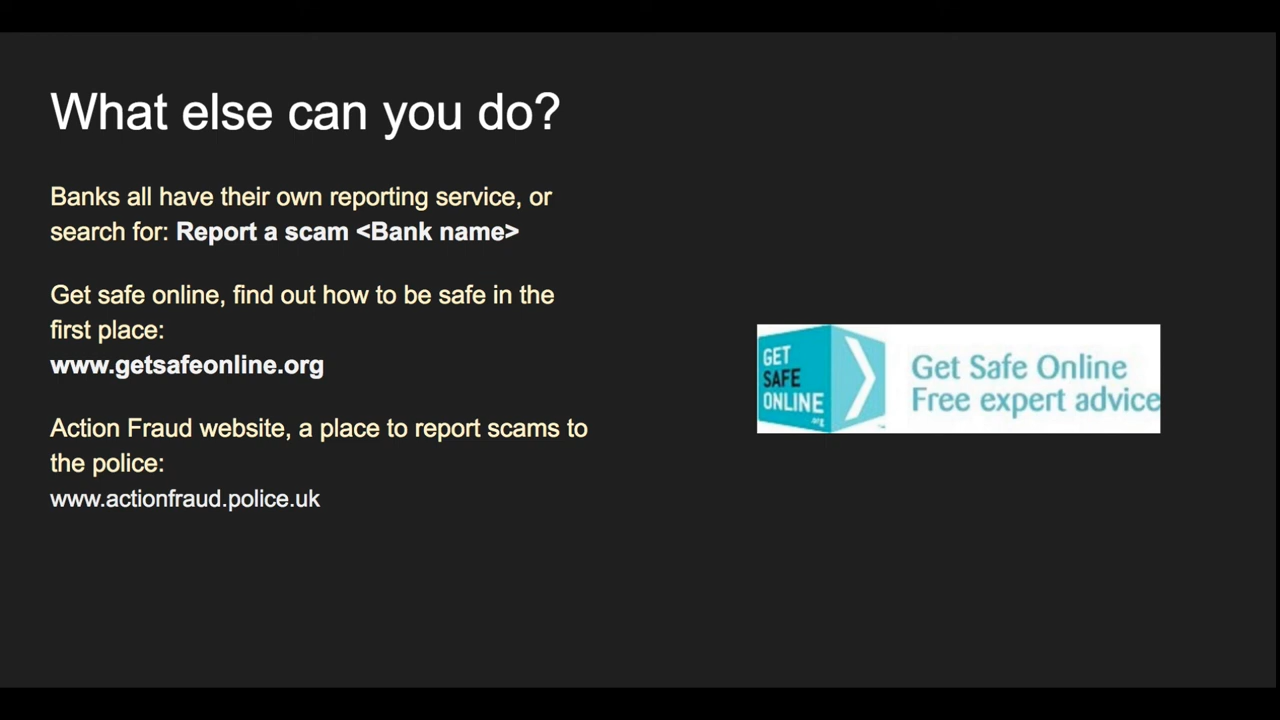 What else can you do?
Banks all have their own reporting service, or
search for: Report a scam <Bank name>
Get safe online, find out how to be safe in the
first place:
www.getsafeonline.org
Action Fraud website, a place to report scams to
the police:
www.actionfraud.police.uk
GET
SAFE
ONLINE
.org
Get Safe Online
Free expert advice